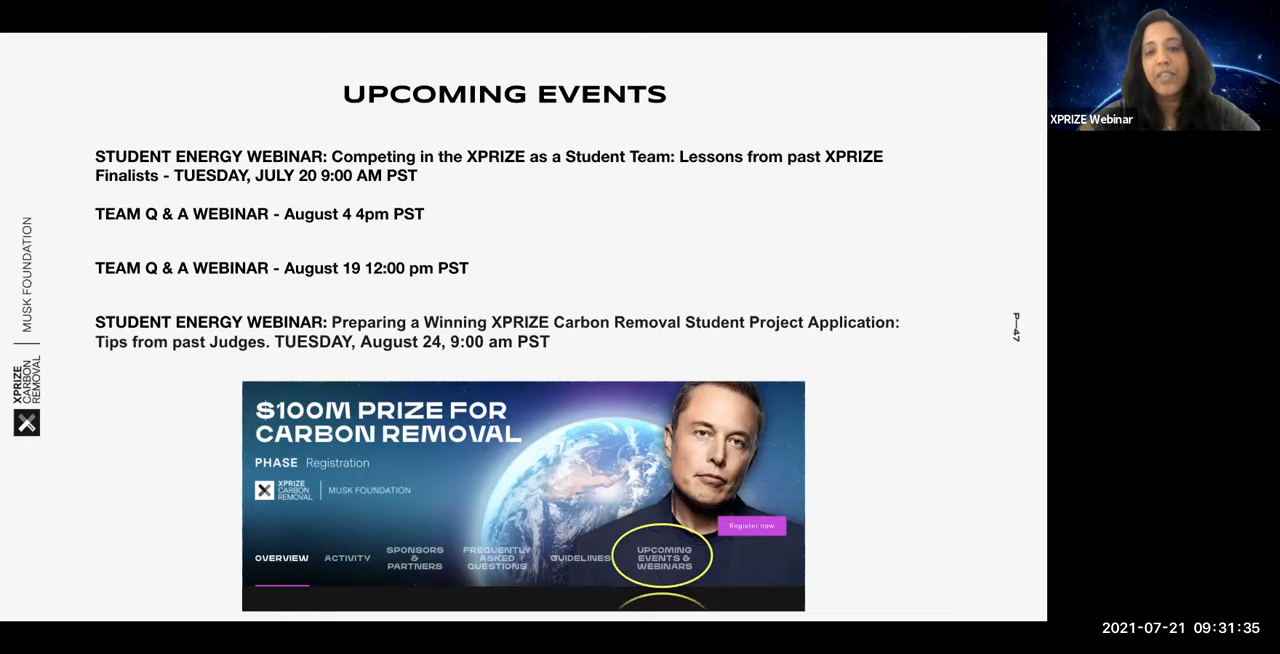 UPCOMING EVENTS
STUDENT ENERGY WEBINAR: Competing in the XPRIZE as a Student Team: Lessons from past XPRIZE
Finalists - TUESDAY, JULY 20 9:00 AM PST
TEAM Q & A WEBINAR - August 4 4pm PST
TEAM Q & A WEBINAR - August 19 12:00 pm PST
STUDENT ENERGY WEBINAR: Preparing a Winning XPRIZE Carbon Removal Student Project Application:
Tips from past Judges. TUESDAY, August 24, 9:00 am PST
$100M PRIZE FOR
CARBON REMOVAL
PHASE Registration
XPRIZE
CARBON
REMOVAL
MUSK FOUNDATION
Register now
OVERVIEW
ACTIVITY
SPONSORS
&
PARTNERS
FREQUENTLY
ASKED
QUESTIONS
GUIDELINES
UPCOMING
EVENTS &
WEBINARS
XPRIZE
CARBON
REMOVAL
MUSK FOUNDATION
P—47
XPRIZE Webinar
2021-07-21 09:31:35